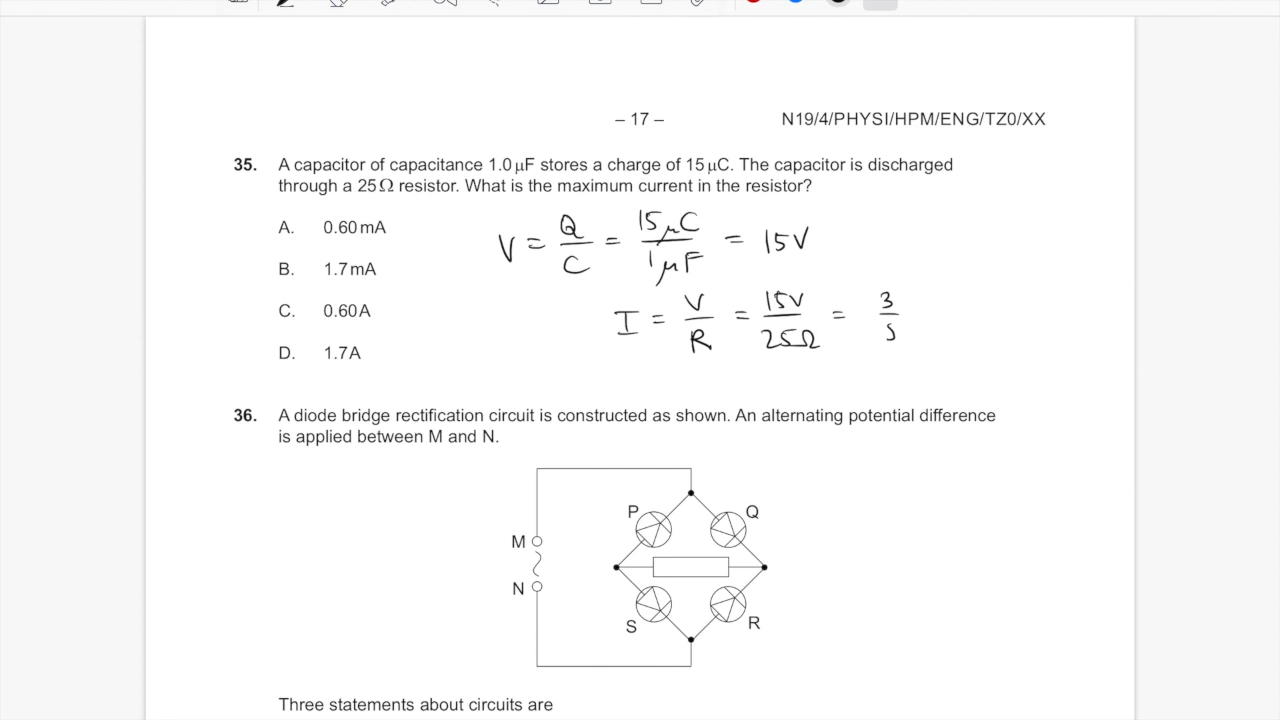 – 17 –
N19/4/PHYSI/HPM/ENG/TZ0/XX
35. A capacitor of capacitance 1.0 μF stores a charge of 15 μC. The capacitor is discharged
through a 25 Ω resistor. What is the maximum current in the resistor?
A. 0.60 mA
B. 1.7 mA
C. 0.60 A
D. 1.7 A
V = Q/C = 15μC/1μF = 15V
I = V/R = 15V/25Ω = 3/5
36. A diode bridge rectification circuit is constructed as shown. An alternating potential difference
is applied between M and N.
P
Q
M
N
S
R
Three statements about circuits are